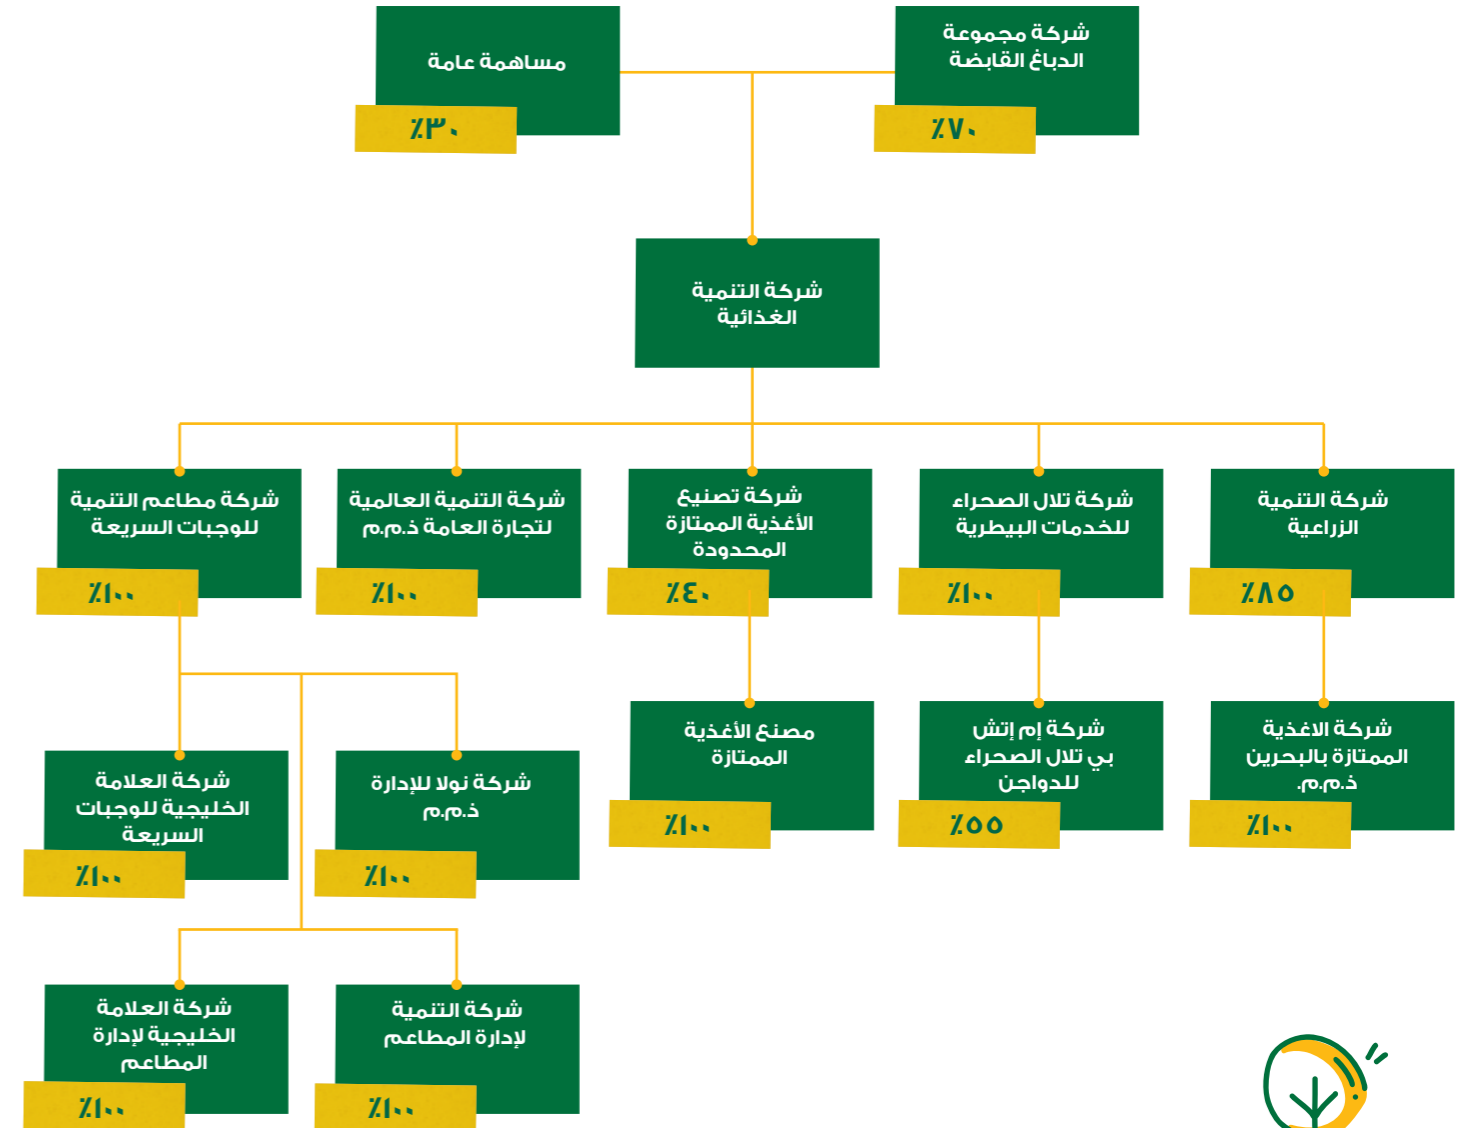 شركة مجموعة
الدباغ القابضة
٧٠٪
مساهمة عامة
٣٠٪
شركة التنمية
الغذائية
شركة التنمية
الزراعية
٨٥٪
شركة تلال الصحراء
للخدمات البيطرية
١٠٠٪
شركة تصنيع
الأغذية الممتازة
المحدودة
٤٠٪
شركة التنمية العالمية
لتجارة العامة ذ.م.م
١٠٠٪
شركة مطاعم التنمية
للوجبات السريعة
١٠٠٪
شركة الاغذية
الممتازة بالبحرين
ذ.م.م.
١٠٠٪
شركة إم إتش
بي تلال الصحراء
للدواجن
٥٥٪
مصنع الأغذية
الممتازة
١٠٠٪
شركة نولا للإدارة
ذ.م.م
١٠٠٪
شركة العلامة
الخليجية للوجبات
السريعة
١٠٠٪
شركة التنمية
لإدارة المطاعم
١٠٠٪
شركة العلامة
الخليجية لإدارة
المطاعم
١٠٠٪